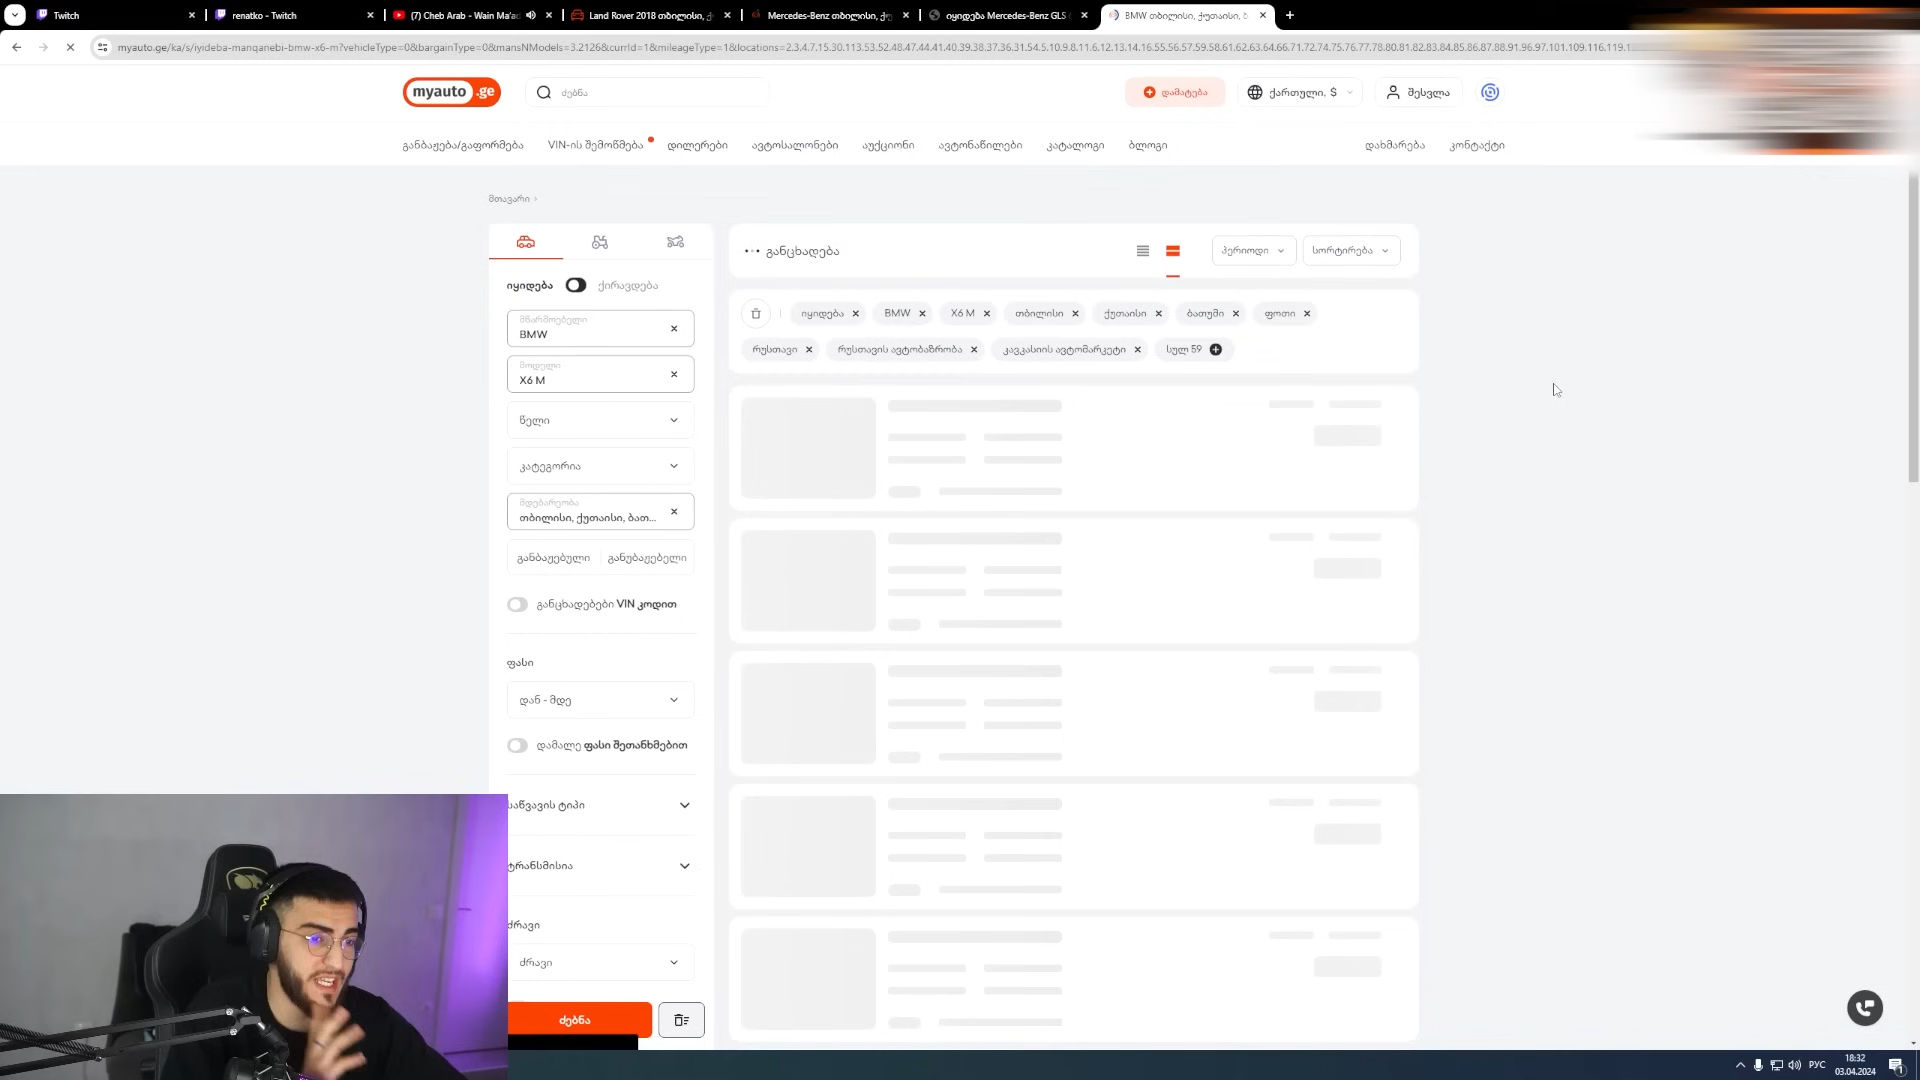 Twitch
renatko - Twitch
(7) Cheb Arab - Wain Ma'a
Land Rover 2018 თბილისი, ქ
Mercedes-Benz თბილისი, ქუ
იყიდება Mercedes-Benz GLS
BMW თბილისი, ქუთაისი, ბ
myauto.ge/ka/s/iyideba-manqanebi-bmw-x6-m?vehicleType=0&bargainType=0&mansNModels=3.2126&currId=1&mileageType=1&locations=2.3.4.7.15.30.113.53.52.48.47.44.41.40.39.38.37.36.31.54.5.10.9.8.11.6.12.13.14.16.55.56.57.59.58.61.62.63.64.66.71.72.74.75.76.77.78.80.81.82.83.84.85.86.87.88.91.96.97.101.109.116.119.1
myauto.ge
ძებნა
დამატება
ქართული, $
შესვლა
განბაჟება/გაფორმება
VIN-ის შემოწმება
დილერები
ავტოსალონები
აუქციონი
ავტონაწილები
კატალოგი
ბლოგი
დახმარება
კონტაქტი
მთავარი
განცხადება
პერიოდი
სორტირება
იყიდება
ქირავდება
მწარმოებელი
BMW
მოდელი
X6 M
წელი
კატეგორია
მდებარეობა
თბილისი, ქუთაისი, ბათ...
განბაჟებული
განუბაჟებელი
განცხადებები VIN კოდით
ფასი
დან - მდე
დამალე ფასი შეთანხმებით
საწვავის ტიპი
ტრანსმისია
ძრავი
ძრავი
ძებნა
იყიდება
BMW
X6 M
თბილისი
ქუთაისი
ბათუმი
ფოთი
რუსთავი
რუსთავის ავტობაზრობა
კავკასიის ავტომარკეტი
სულ 59
РУС
18:32
03.04.2024
1